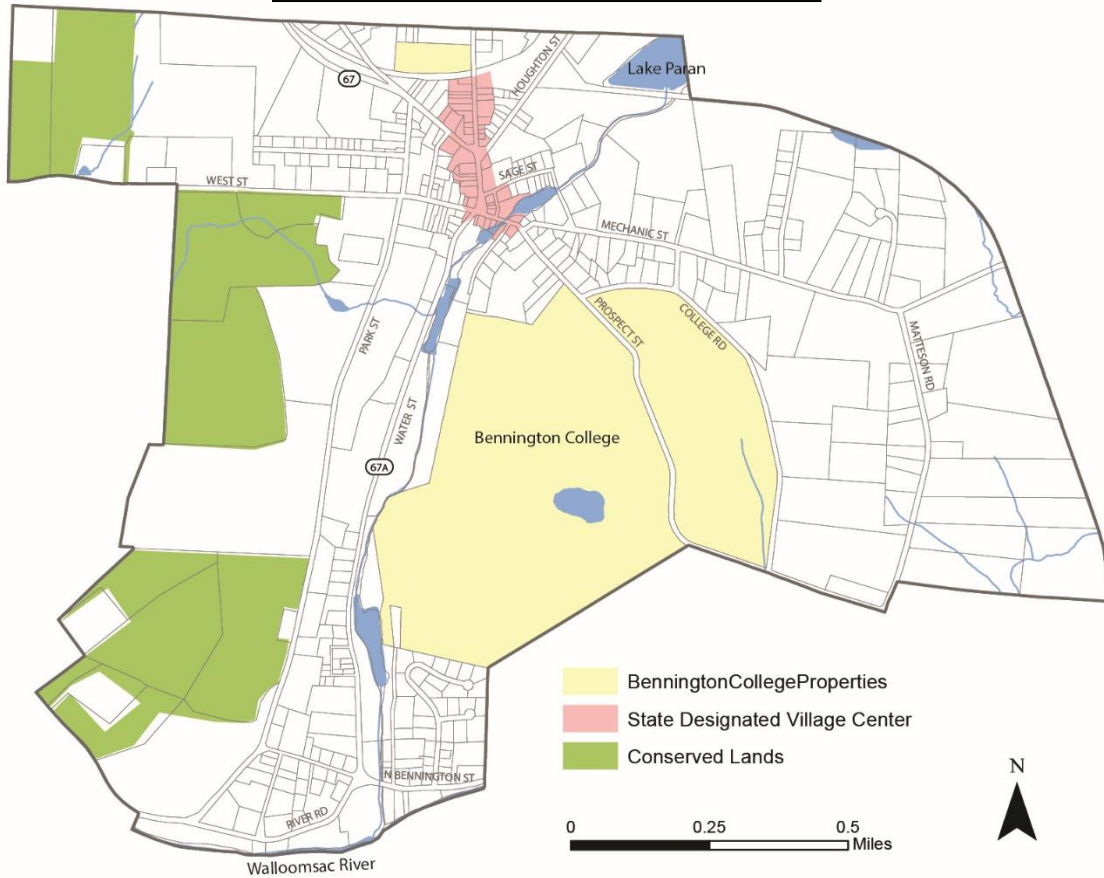 67
HOUGHTON ST
Lake Paran
SAGE ST
WEST ST
MECHANIC ST
PROSPECT ST
COLLEGE RD
PARK ST
MATTESON RD
WATER ST
Bennington College
67A
BenningtonCollegeProperties
State Designated Village Center
Conserved Lands
N BENNINGTON ST
N
RIVER RD
0 0.25 0.5
Miles
Walloomsac River